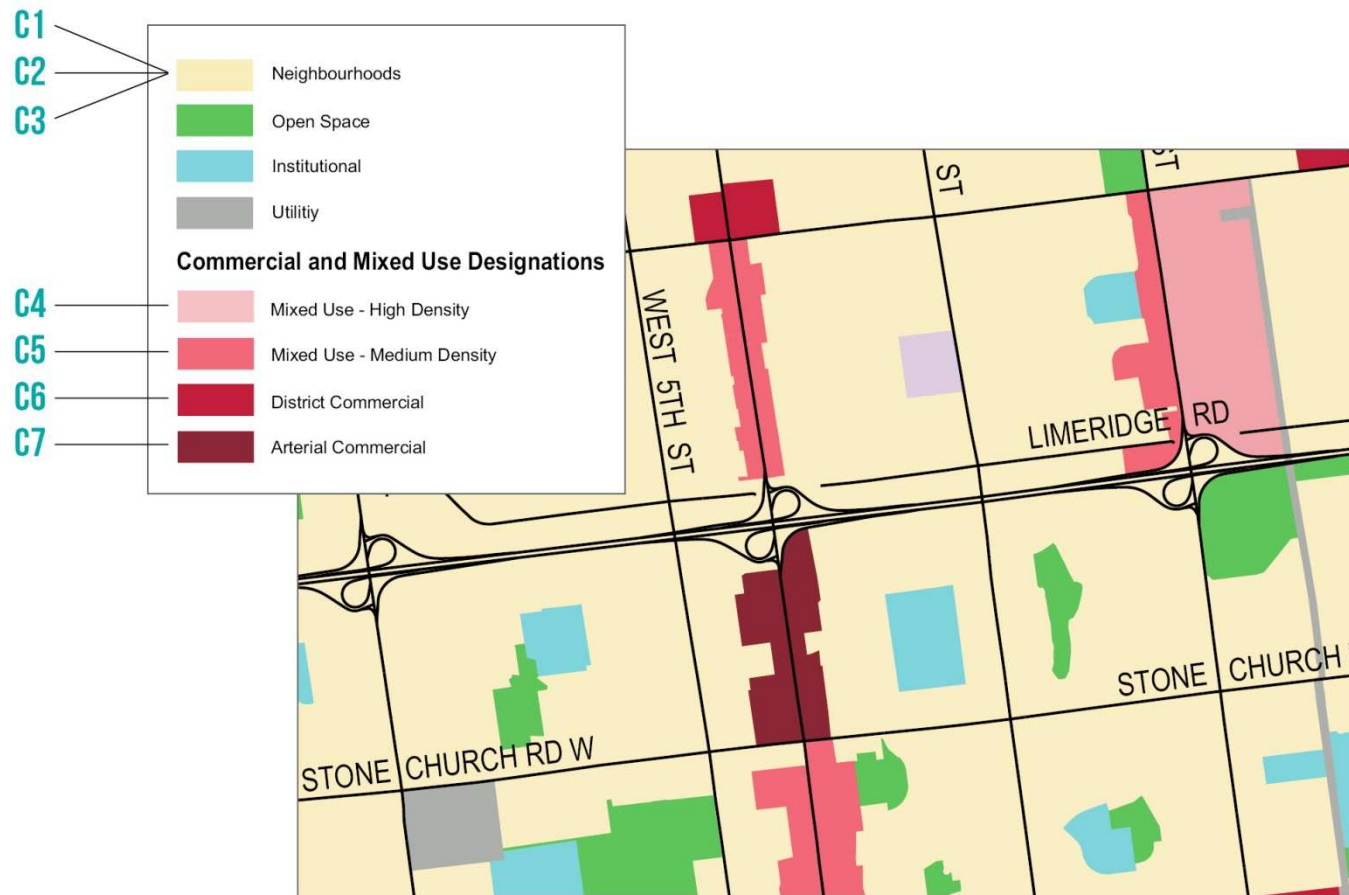 C1
C2
C3
Neighbourhoods
Open Space
Institutional
Utilitiy
Commercial and Mixed Use Designations
C4
Mixed Use - High Density
C5
Mixed Use - Medium Density
C6
District Commercial
C7
Arterial Commercial
ST
ST
WEST 5TH ST
LIMERIDGE RD
STONE CHURCH
STONE CHURCH RD W